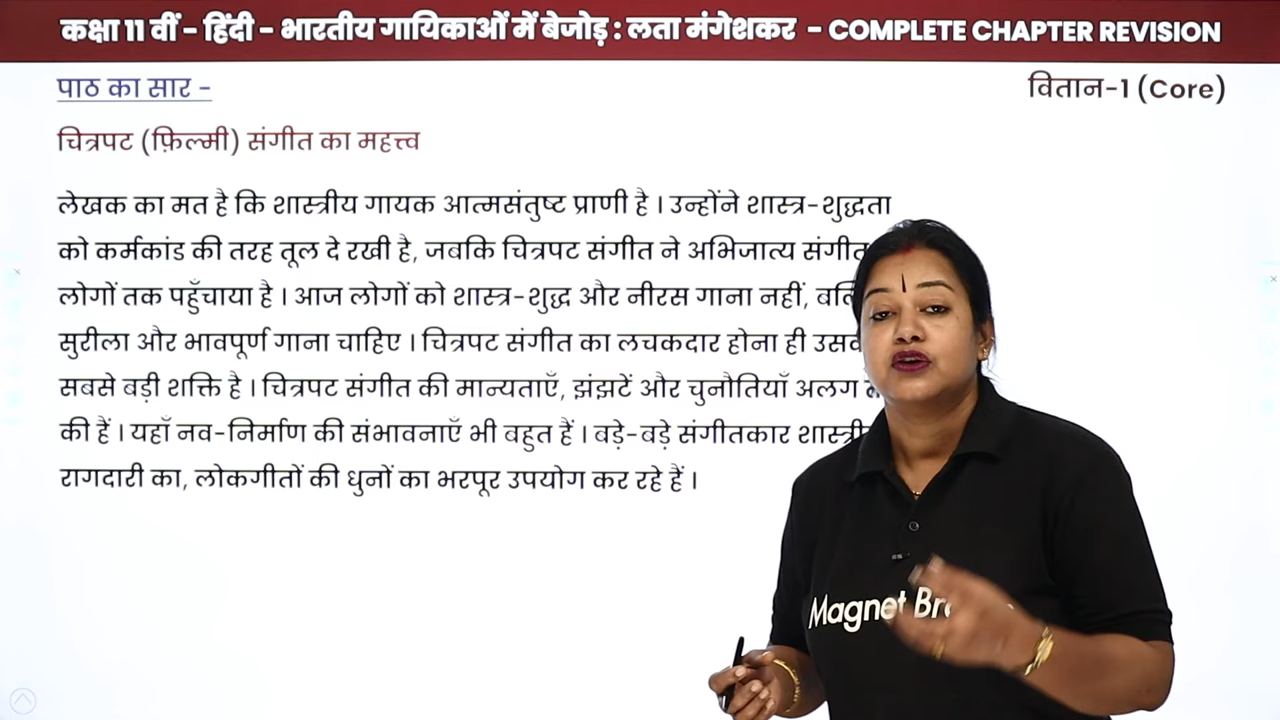 कक्षा 11 वीं - हिंदी - भारतीय गायिकाओं में बेजोड़ : लता मंगेशकर - COMPLETE CHAPTER REVISION
पाठ का सार -
वितान-1 (Core)
चित्रपट (फ़िल्मी) संगीत का महत्त्व
लेखक का मत है कि शास्त्रीय गायक आत्मसंतुष्ट प्राणी है । उन्होंने शास्त्र-शुद्धता
को कर्मकांड की तरह तूल दे रखी है, जबकि चित्रपट संगीत ने अभिजात्य संगीत
लोगों तक पहुँचाया है । आज लोगों को शास्त्र-शुद्ध और नीरस गाना नहीं,
सुरीला और भावपूर्ण गाना चाहिए । चित्रपट संगीत का लचकदार होना ही
सबसे बड़ी शक्ति है । चित्रपट संगीत की मान्यताएँ, झंझटें और चुनौतियाँ अलग
की हैं । यहाँ नव-निर्माण की संभावनाएँ भी बहुत हैं । बड़े-बड़े संगीतकार
रागदारी का, लोकगीतों की धुनों का भरपूर उपयोग कर रहे हैं ।
Magnet